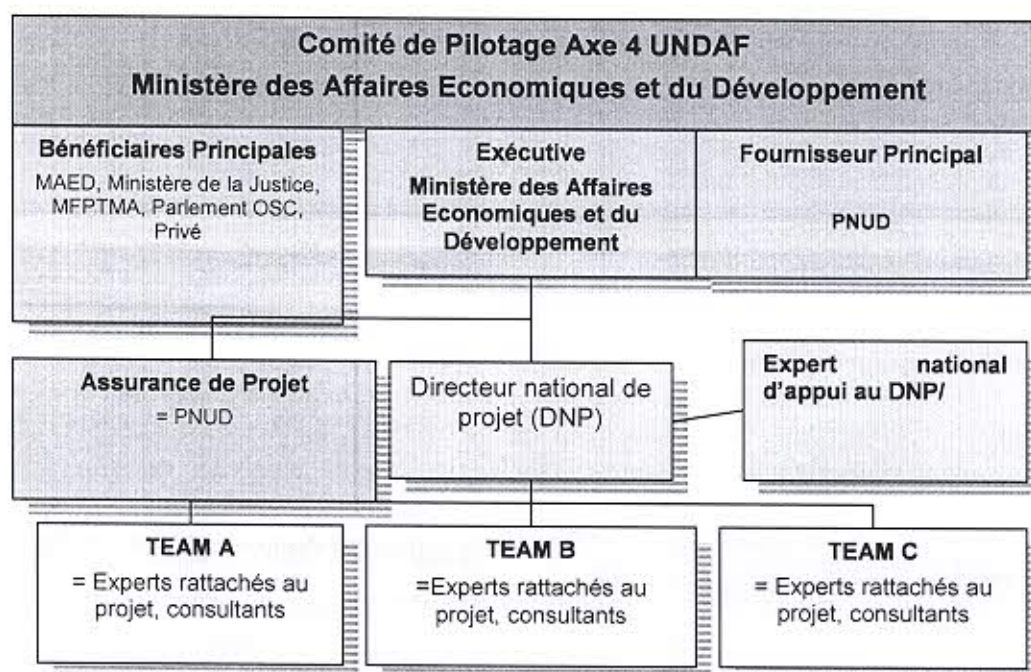 Comité de Pilotage Axe 4 UNDAF
Ministère des Affaires Economiques et du Développement
Bénéficiaires Principales
MAED, Ministère de la Justice,
MFPTMA, Parlement OSC,
Privé
Exécutive
Ministère des Affaires
Economiques et du
Développement
Fournisseur Principal
PNUD
Assurance de Projet
= PNUD
Directeur national de
projet (DNP)
Expert national
d'appui au DNP/
TEAM A
= Experts rattachés au
projet, consultants
TEAM B
=Experts rattachés au
projet, consultants
TEAM C
= Experts rattachés au
projet, consultants